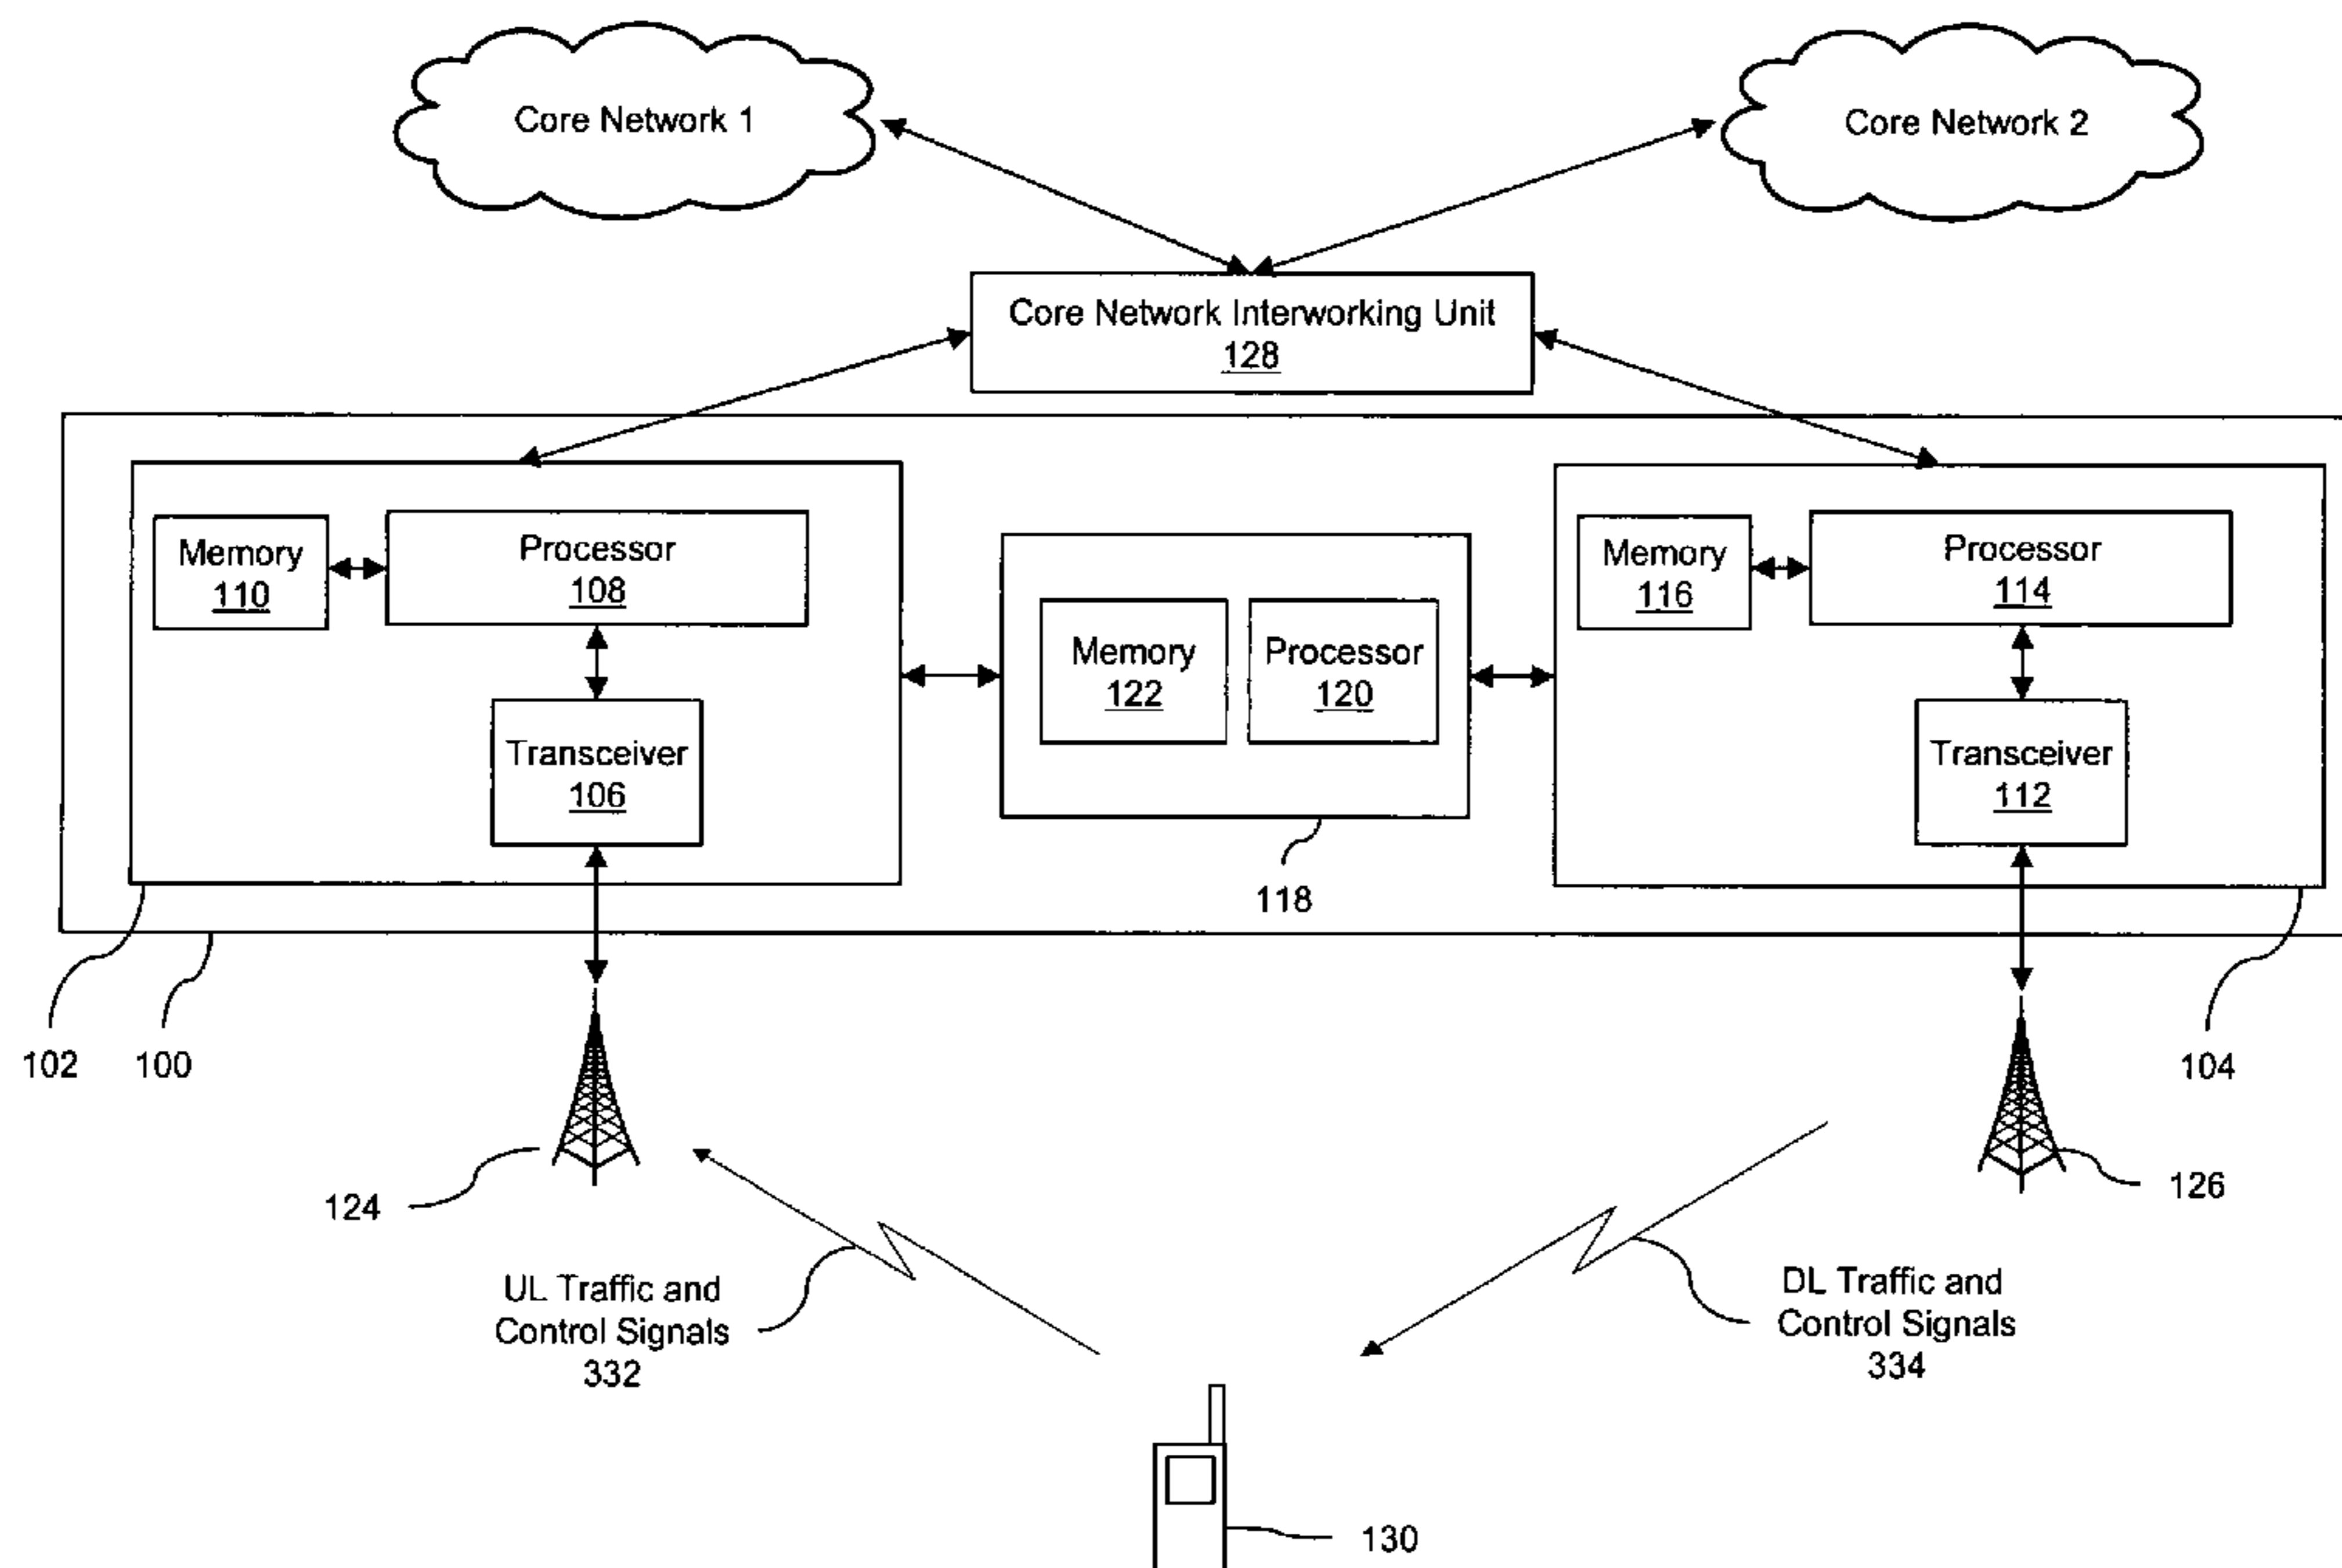 Core Network 1
Core Network 2
Core Network Interworking Unit
128
Memory
110
Processor
108
Transceiver
106
Memory
122
Processor
120
Memory
116
Processor
114
Transceiver
112
118
102
100
104
124
126
UL Traffic and
Control Signals
332
DL Traffic and
Control Signals
334
130